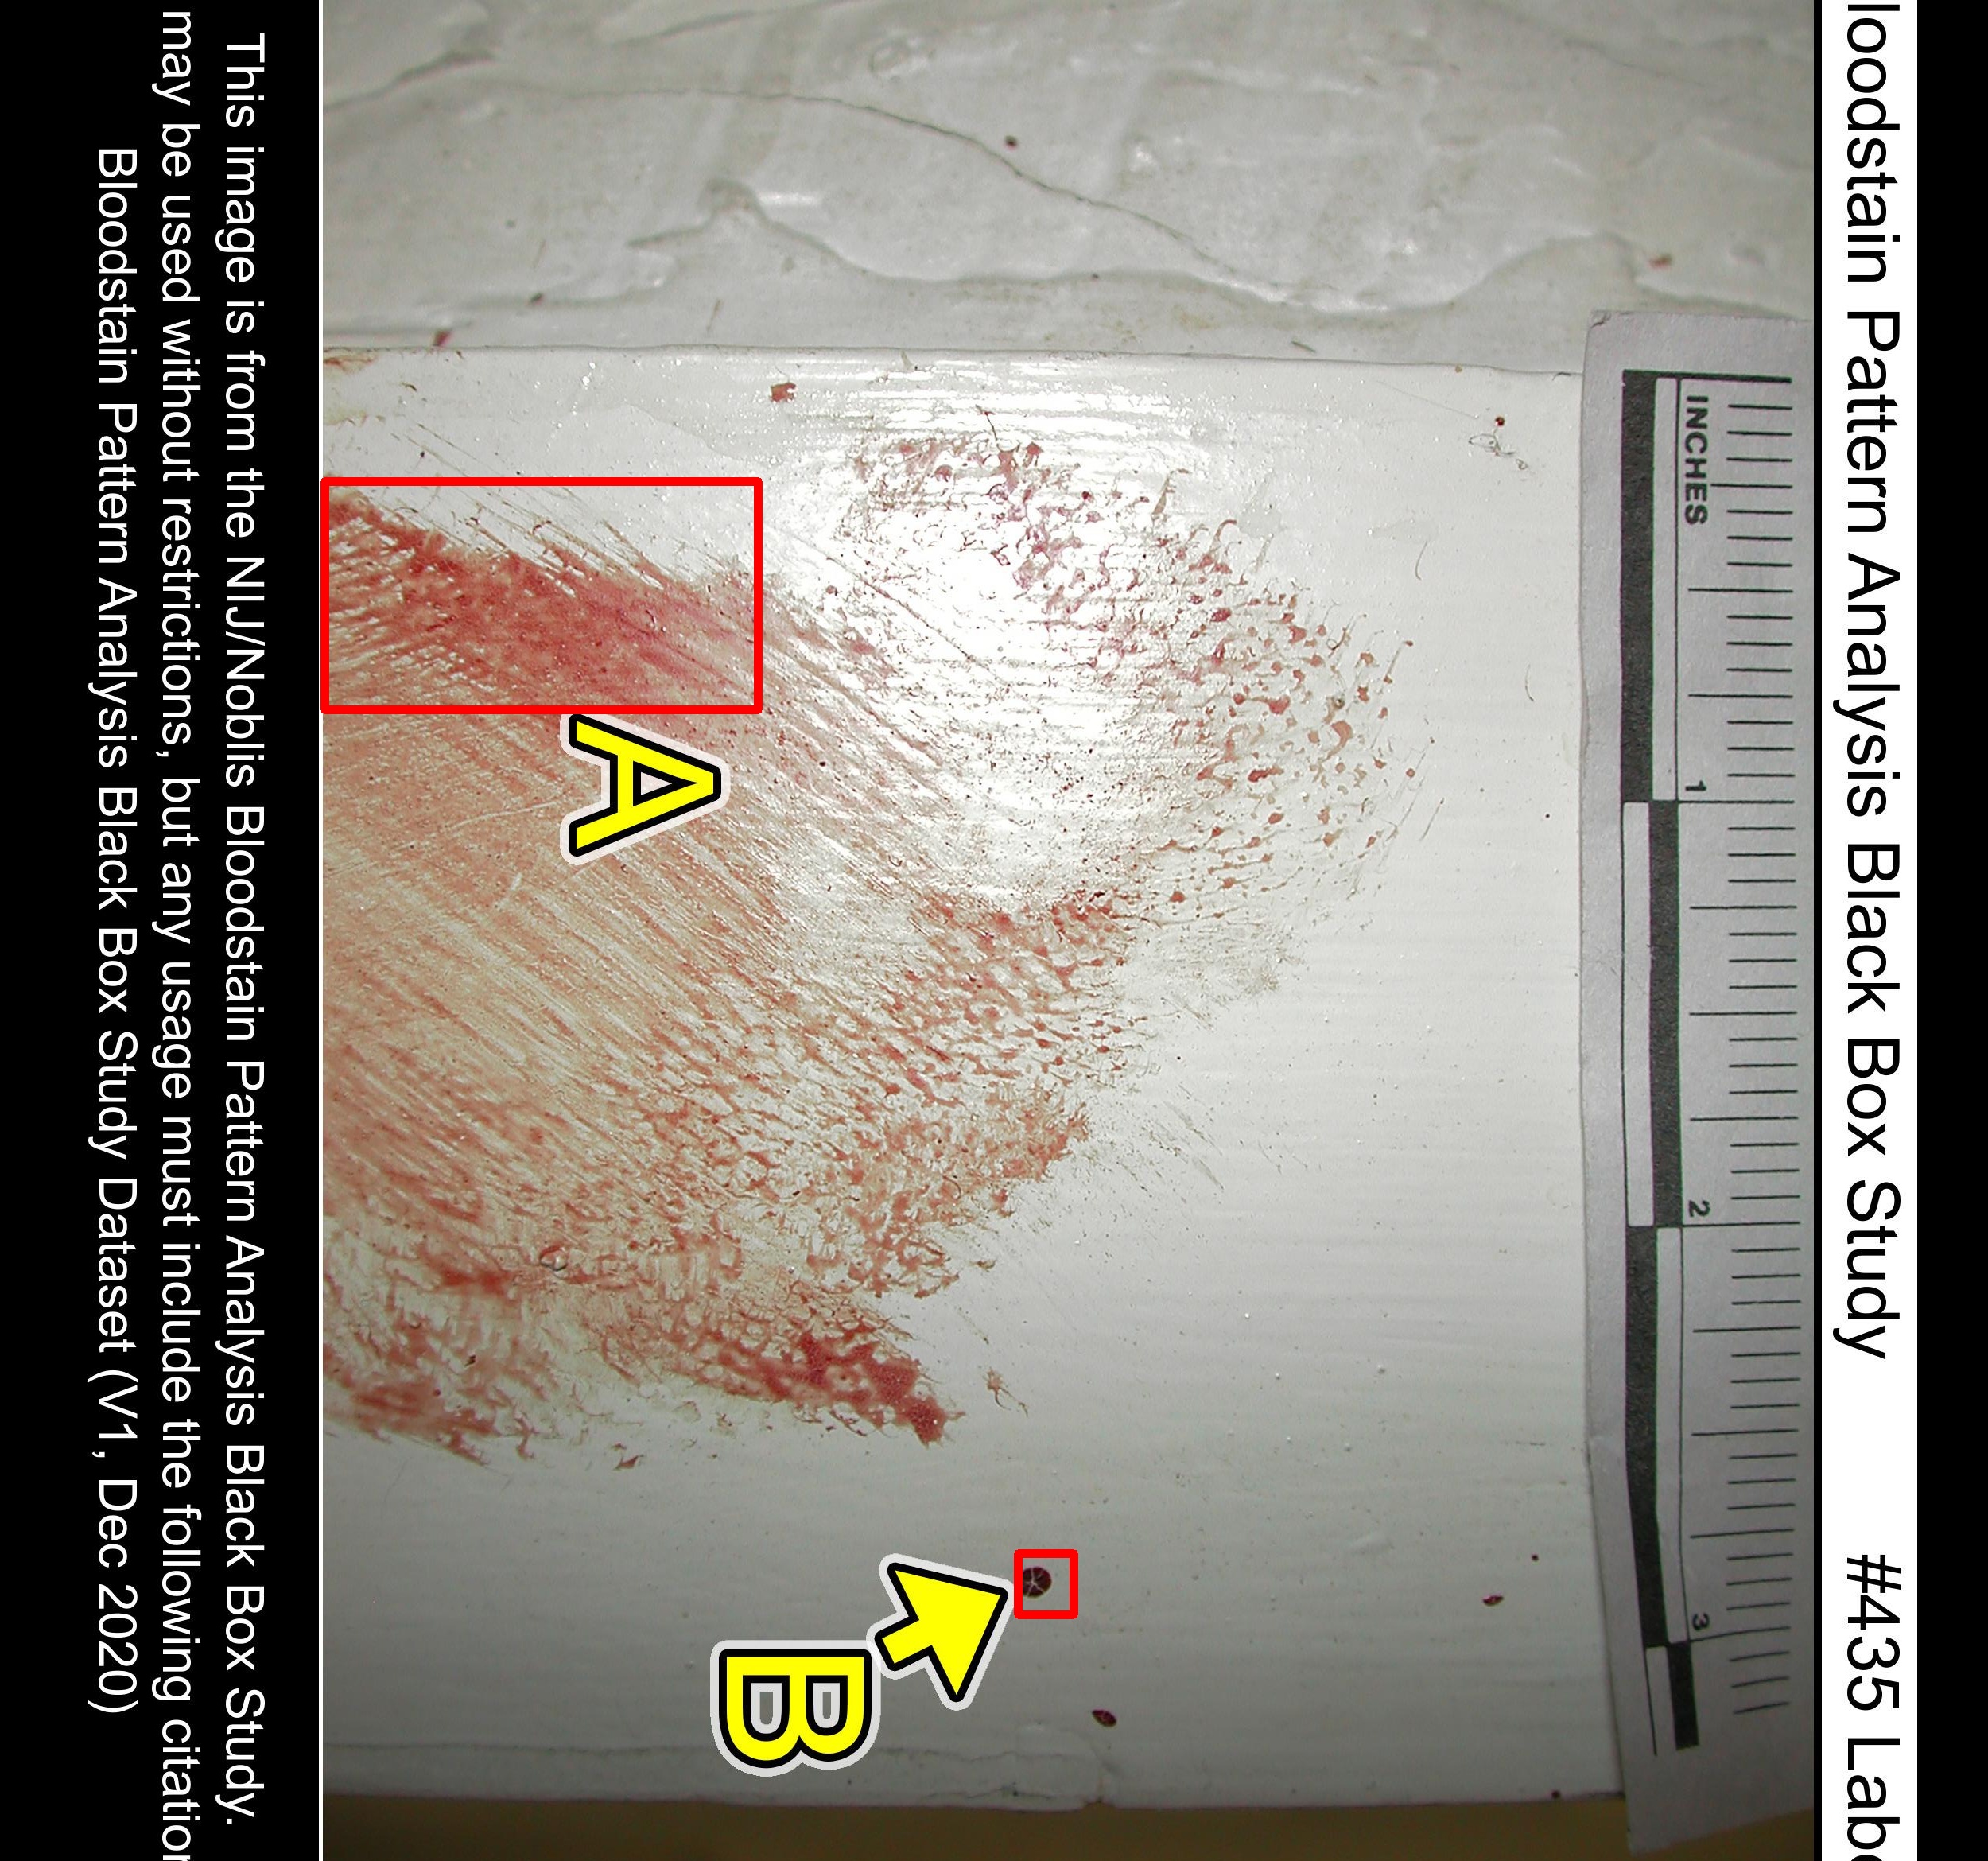 loodstain Pattern Analysis Black Box Study #435 Lab
INCHES
1
2
3
A
B
This image is from the NIJ/Noblis Bloodstain Pattern Analysis Black Box Study.
may be used without restrictions, but any usage must include the following citation
Bloodstain Pattern Analysis Black Box Study Dataset (V1, Dec 2020)